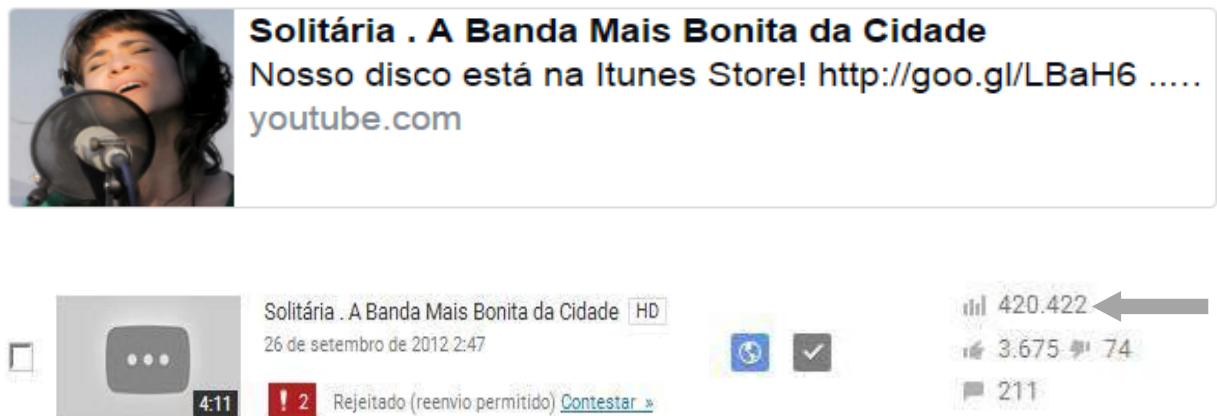 Solitária . A Banda Mais Bonita da Cidade
Nosso disco está na Itunes Store! http://goo.gl/LBaH6 .....
youtube.com
Solitária . A Banda Mais Bonita da Cidade HD
26 de setembro de 2012 2:47
4:11
! 2 Rejeitado (reenvio permitido) Contestar »
420.422
3.675 74
211